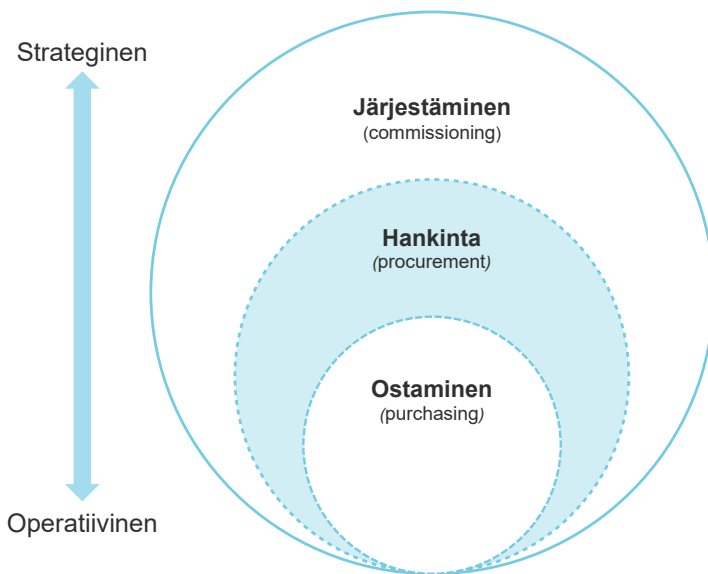 Strateginen
Järjestäminen
(commissioning)
Hankinta
(procurement)
Ostaminen
(purchasing)
Operatiivinen